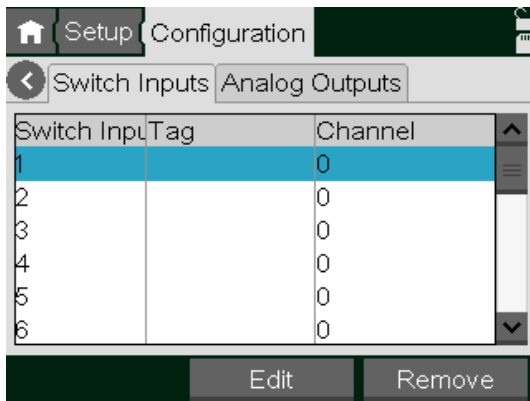 Setup Configuration
Switch Inputs Analog Outputs
Switch Inpu Tag Channel
1 0
2 0
3 0
4 0
5 0
6 0
Edit Remove